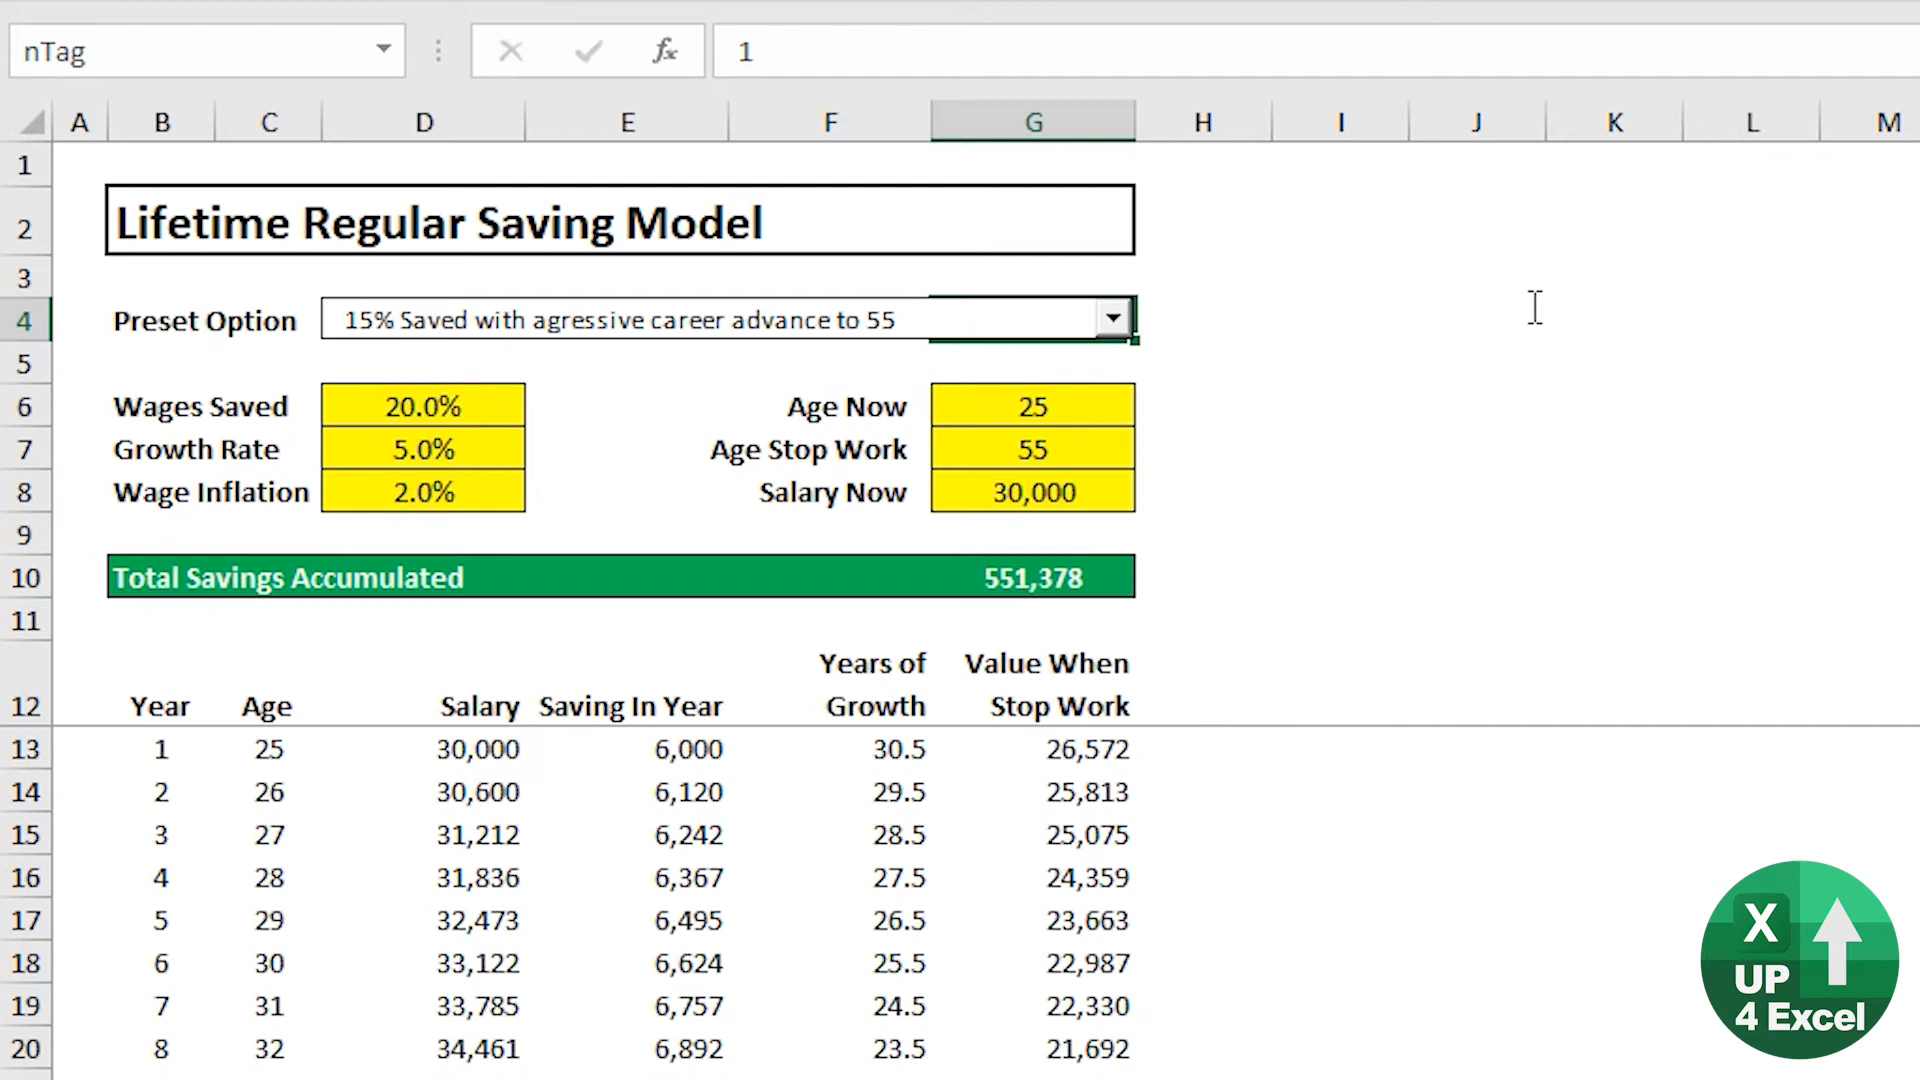 nTag fx 1
A B C D E F G H I J K L M
1
2 Lifetime Regular Saving Model
3
4 Preset Option 15% Saved with agressive career advance to 55
5
6 Wages Saved 20.0% Age Now 25
7 Growth Rate 5.0% Age Stop Work 55
8 Wage Inflation 2.0% Salary Now 30,000
9
10 Total Savings Accumulated 551,378
11
Years of Value When
12 Year Age Salary Saving In Year Growth Stop Work
13 1 25 30,000 6,000 30.5 26,572
14 2 26 30,600 6,120 29.5 25,813
15 3 27 31,212 6,242 28.5 25,075
16 4 28 31,836 6,367 27.5 24,359
17 5 29 32,473 6,495 26.5 23,663
18 6 30 33,122 6,624 25.5 22,987
19 7 31 33,785 6,757 24.5 22,330
20 8 32 34,461 6,892 23.5 21,692
X
UP
4 Excel